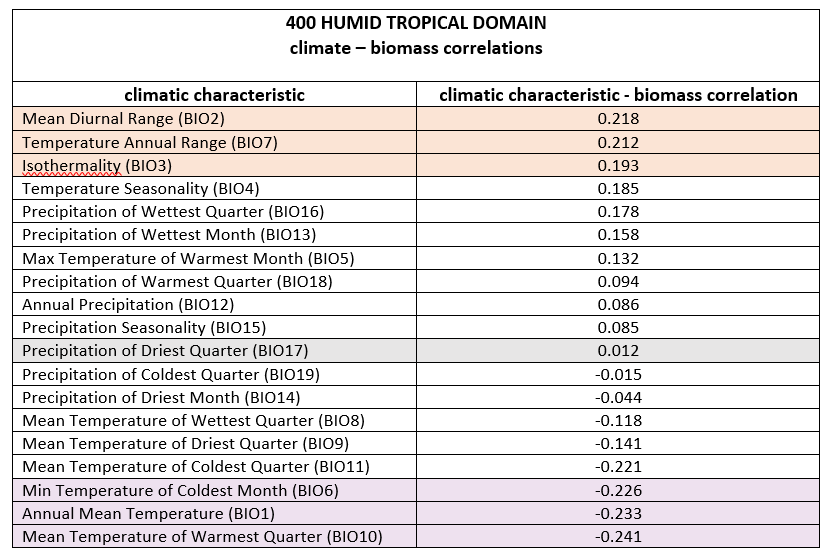 400 HUMID TROPICAL DOMAIN
climate – biomass correlations
climatic characteristic climatic characteristic - biomass correlation
Mean Diurnal Range (BIO2) 0.218
Temperature Annual Range (BIO7) 0.212
Isothermality (BIO3) 0.193
Temperature Seasonality (BIO4) 0.185
Precipitation of Wettest Quarter (BIO16) 0.178
Precipitation of Wettest Month (BIO13) 0.158
Max Temperature of Warmest Month (BIO5) 0.132
Precipitation of Warmest Quarter (BIO18) 0.094
Annual Precipitation (BIO12) 0.086
Precipitation Seasonality (BIO15) 0.085
Precipitation of Driest Quarter (BIO17) 0.012
Precipitation of Coldest Quarter (BIO19) -0.015
Precipitation of Driest Month (BIO14) -0.044
Mean Temperature of Wettest Quarter (BIO8) -0.118
Mean Temperature of Driest Quarter (BIO9) -0.141
Mean Temperature of Coldest Quarter (BIO11) -0.221
Min Temperature of Coldest Month (BIO6) -0.226
Annual Mean Temperature (BIO1) -0.233
Mean Temperature of Warmest Quarter (BIO10) -0.241